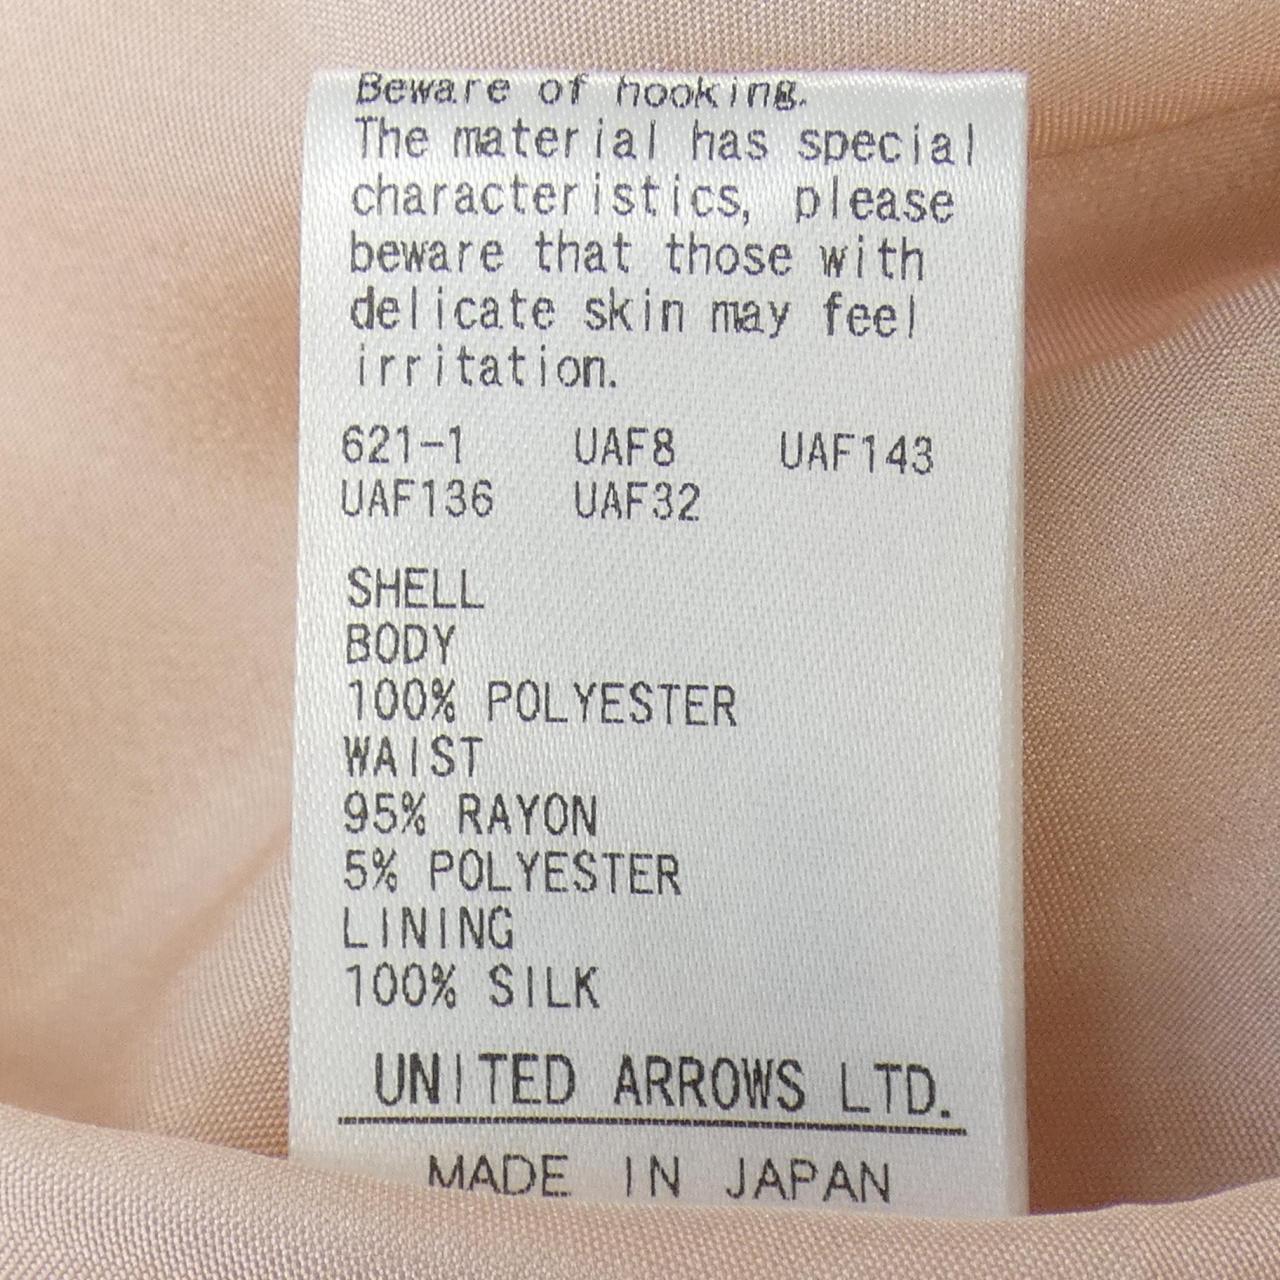 Beware of hooking.
The material has special
characteristics, please
beware that those with
delicate skin may feel
irritation.
621-1 UAF8 UAF143
UAF136 UAF32
SHELL
BODY
100% POLYESTER
WAIST
95% RAYON
5% POLYESTER
LINING
100% SILK
UNITED ARROWS LTD.
MADE IN JAPAN